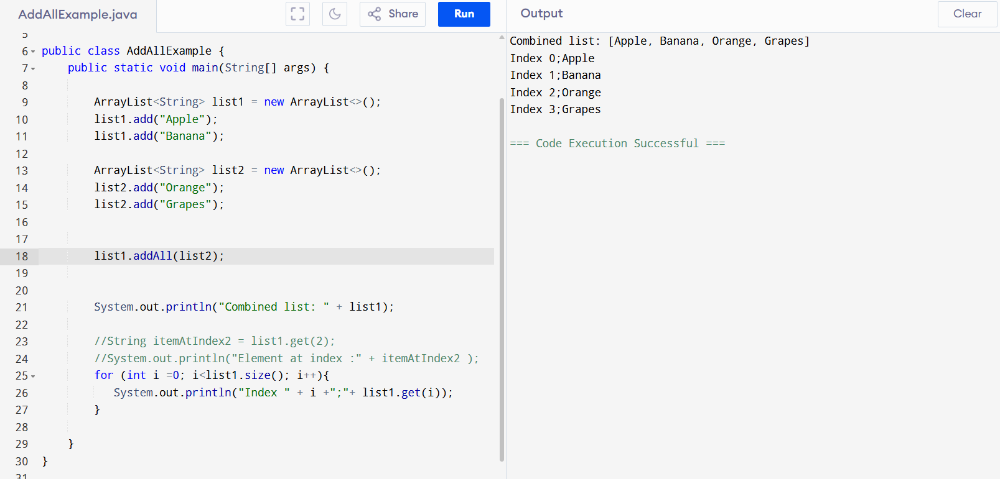 AddAllExample.java
Share
Run
Output
Clear
5
6 public class AddAllExample {
7 public static void main(String[] args) {
8
9 ArrayList<String> list1 = new ArrayList<>();
10 list1.add("Apple");
11 list1.add("Banana");
12
13 ArrayList<String> list2 = new ArrayList<>();
14 list2.add("Orange");
15 list2.add("Grapes");
16
17
18 list1.addAll(list2);
19
20
21 System.out.println("Combined list: " + list1);
22
23 //String itemAtIndex2 = list1.get(2);
24 //System.out.println("Element at index :" + itemAtIndex2 );
25 for (int i =0; i<list1.size(); i++){
26 System.out.println("Index " + i +";"+ list1.get(i));
27 }
28
29 }
30 }
31
Combined list: [Apple, Banana, Orange, Grapes]
Index 0;Apple
Index 1;Banana
Index 2;Orange
Index 3;Grapes
=== Code Execution Successful ===